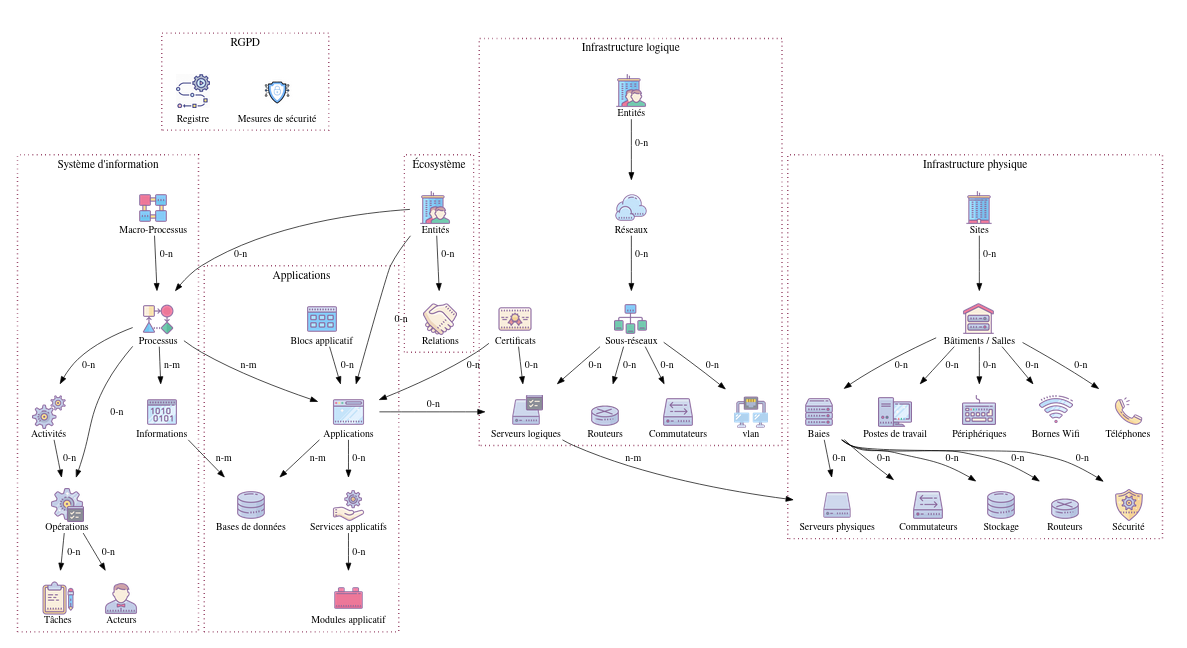 RGPD
Registre
Mesures de sécurité
Infrastructure logique
Entités
0-n
Réseaux
0-n
Sous-réseaux
Certificats
0-n
0-n
0-n
0-n
0-n
0-n
Serveurs logiques
Routeurs
Commutateurs
vlan
n-m
Système d'information
Macro-Processus
0-n
Processus
0-n
n-m
n-m
0-n
Activités
Informations
0-n
n-m
Opérations
0-n
0-n
Tâches
Acteurs
Écosystème
Entités
0-n
0-n
0-n
Relations
Applications
Blocs applicatif
0-n
Applications
0-n
n-m
0-n
Bases de données
Services applicatifs
0-n
Modules applicatif
Infrastructure physique
Sites
0-n
Bâtiments / Salles
0-n
0-n
0-n
0-n
0-n
Baies
Postes de travail
Périphériques
Bornes Wifi
Téléphones
0-n
0-n
0-n
0-n
0-n
Serveurs physiques
Commutateurs
Stockage
Routeurs
Sécurité